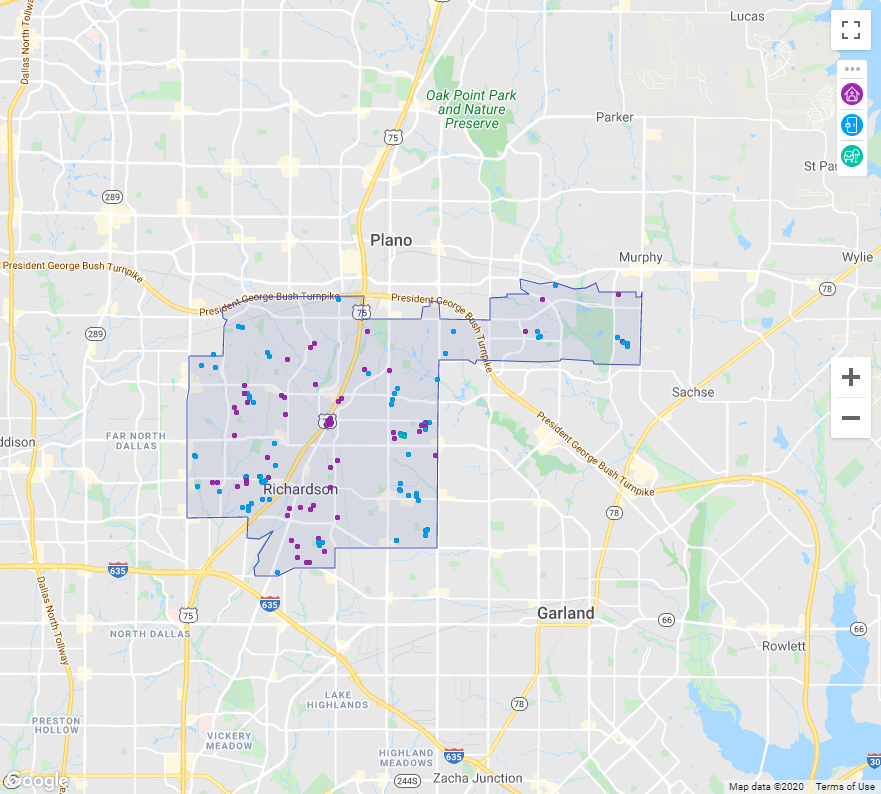 Lucas
Dallas North Tollway
Oak Point Park
and Nature
Preserve
Parker
75
St Pau
289
Plano
Murphy
Wylie
President George Bush Turnpike
President George Bush Turnpike
President George Bush Turnpike
78
75
289
Sachse
75
FAR NORTH
DALLAS
ddison
President George Bush Turnpike
Richardson
78
635
635
Dallas North Tollway
75
Garland
66
66
NORTH DALLAS
Rowlett
LAKE
HIGHLANDS
78
PRESTON
HOLLOW
VICKERY
MEADOW
HIGHLAND
MEADOWS
635
30
Google
244S
Zacha Junction
Map data ©2020
Terms of Use